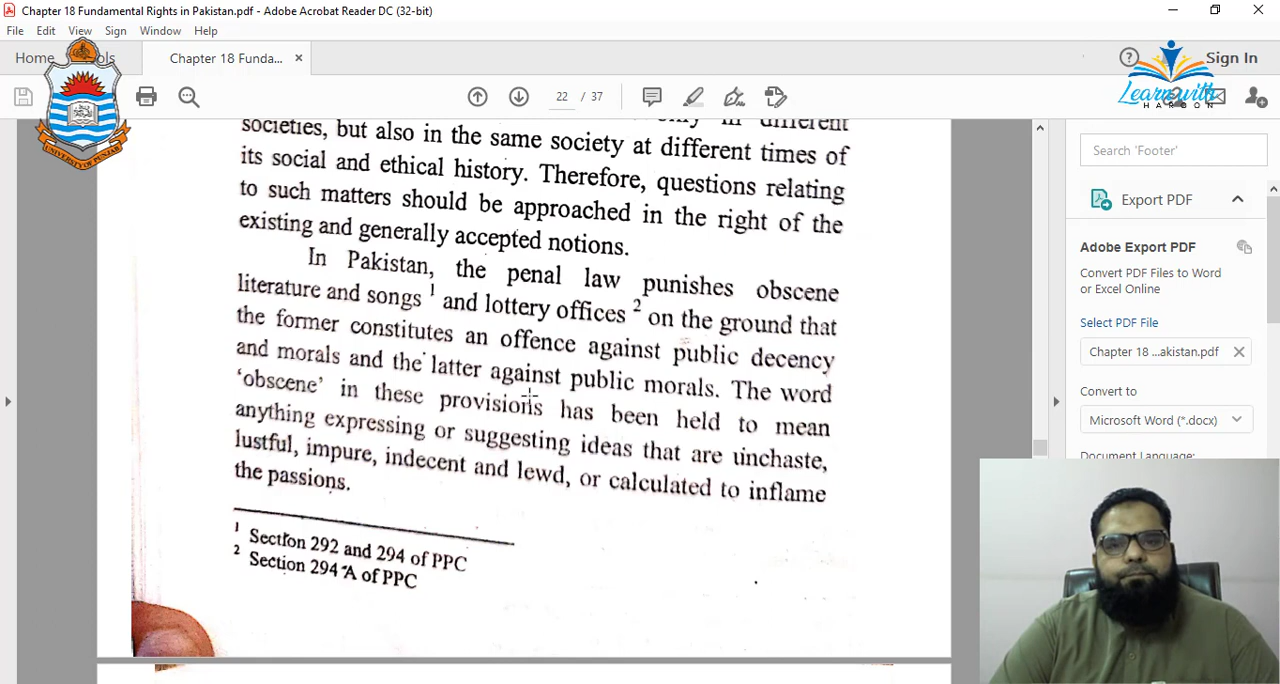 Chapter 18 Fundamental Rights in Pakistan.pdf - Adobe Acrobat Reader DC (32-bit)
File Edit View Sign Window Help
Home
Chapter 18 Funda...
Sign In
22 / 37
Learn with
HAROON
UNIVERSITY OF PUNJAB
in different
societies, but also in the same society at different times of
its social and ethical history. Therefore, questions relating
to such matters should be approached in the right of the
existing and generally accepted notions.
In Pakistan, the penal law punishes obscene
literature and songs 1 and lottery offices 2 on the ground that
the former constitutes an offence against public decency
and morals and the latter against public morals. The word
'obscene' in these provisions has been held to mean
anything expressing or suggesting ideas that are unchaste,
lustful, impure, indecent and lewd, or calculated to inflame
the passions.
1 Section 292 and 294 of PPC
2 Section 294-A of PPC
Search 'Footer'
Export PDF
Adobe Export PDF
Convert PDF Files to Word
or Excel Online
Select PDF File
Chapter 18 ...akistan.pdf
Convert to
Microsoft Word (*.docx)
Document Language: